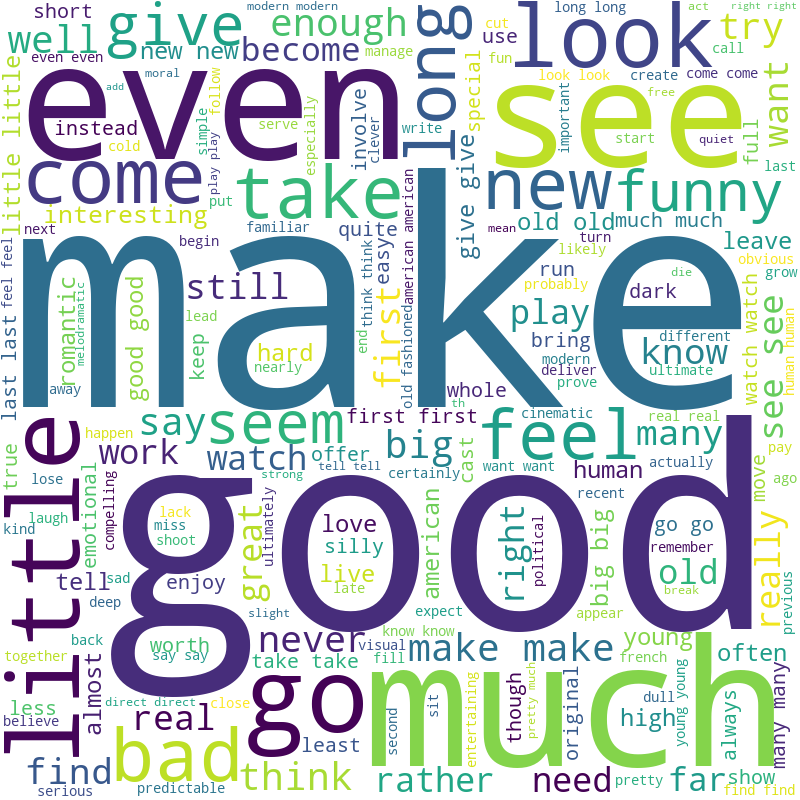 short
give
enough
modern modern
long long
look
act
right right
try
well
new new
become
use
cut
fun
manage
call
even even
moral
add
follow
even
long
special
look look
create
come come
see
free
want
little little
instead
cold
simple
play play
serve
especially
involve
clever
write
important
start
quiet
full
last
come
put
take
american american
give give
new
funny
interesting
familiar
quite
easy
old old
much much
mean
turn
leave
next
begin
likely
obvious
grow
last last
feel feel
make
still
think think
old fashioned
first
run
probably
die
play
dark
romantic
melodramatic
good good
lead
keep
hard
nearly
end
bring
different
know
modern
deliver
prove
ultimate
watch watch
see see
human human
away
whole
th
first first
cinematic
real real
little
happen
say
seem
feel
many
true
work
watch
offer
tell tell
big
certainly
cast
want want
actually
pay
human
move
ago
lose
emotional
compelling
strong
ultimately
recent
kind
laugh
lack
miss
shoot
great
love
silly
american
right
political
big big
go go
remember
really
previous
good
tell
sad
deep
enjoy
live
late
expect
appear
old
break
slight
back
worth
say say
never
know know
visual
make make
young
often
together
almost
take take
fill
though
french
less
believe
direct direct
close
go
much
original
dull
high
young young
always
many many
real
least
second
sit
entertaining
pretty much
bad
find
think
rather
need
pretty
far
show
serious
predictable
find find